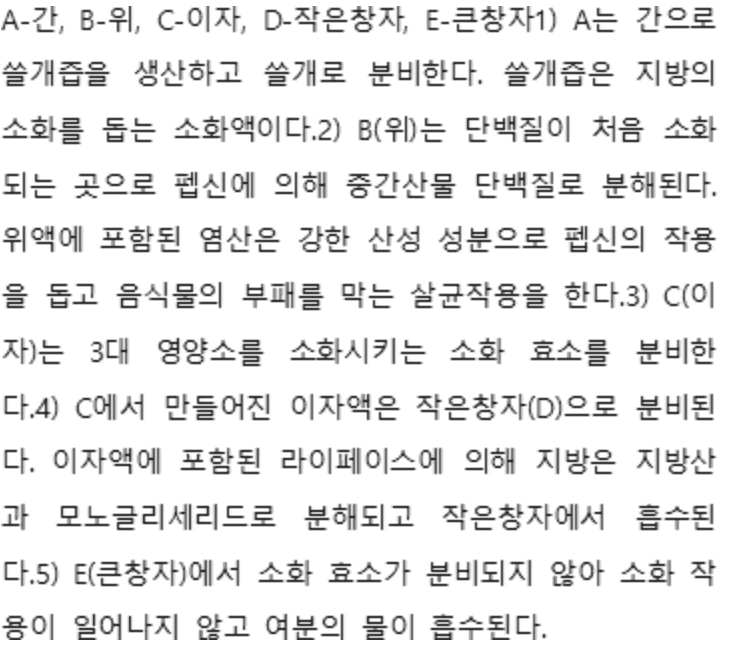 A-간, B-위, C-이자, D-작은창자, E-큰창자1) A는 간으로
쓸개즙을 생산하고 쓸개로 분비한다. 쓸개즙은 지방의
소화를 돕는 소화액이다.2) B(위)는 단백질이 처음 소화
되는 곳으로 펩신에 의해 중간산물 단백질로 분해된다.
위액에 포함된 염산은 강한 산성 성분으로 펩신의 작용
을 돕고 음식물의 부패를 막는 살균작용을 한다.3) C(이
자)는 3대 영양소를 소화시키는 소화 효소를 분비한
다.4) C에서 만들어진 이자액은 작은창자(D)으로 분비된
다. 이자액에 포함된 라이페이스에 의해 지방은 지방산
과 모노글리세리드로 분해되고 작은창자에서 흡수된
다.5) E(큰창자)에서 소화 효소가 분비되지 않아 소화 작
용이 일어나지 않고 여분의 물이 흡수된다.